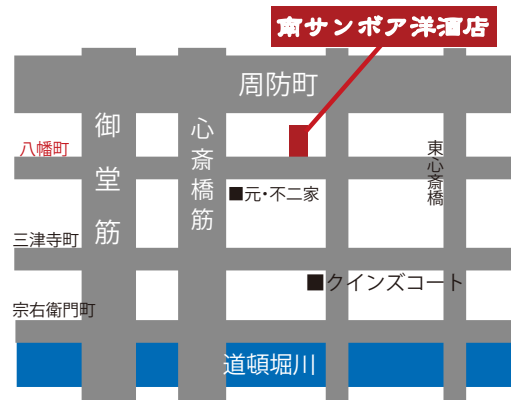 南サンボア洋酒店
周防町
御堂筋
心斎橋筋
八幡町
東心斎橋
■元・不二家
三津寺町
■クインズコート
宗右衛門町
道頓堀川